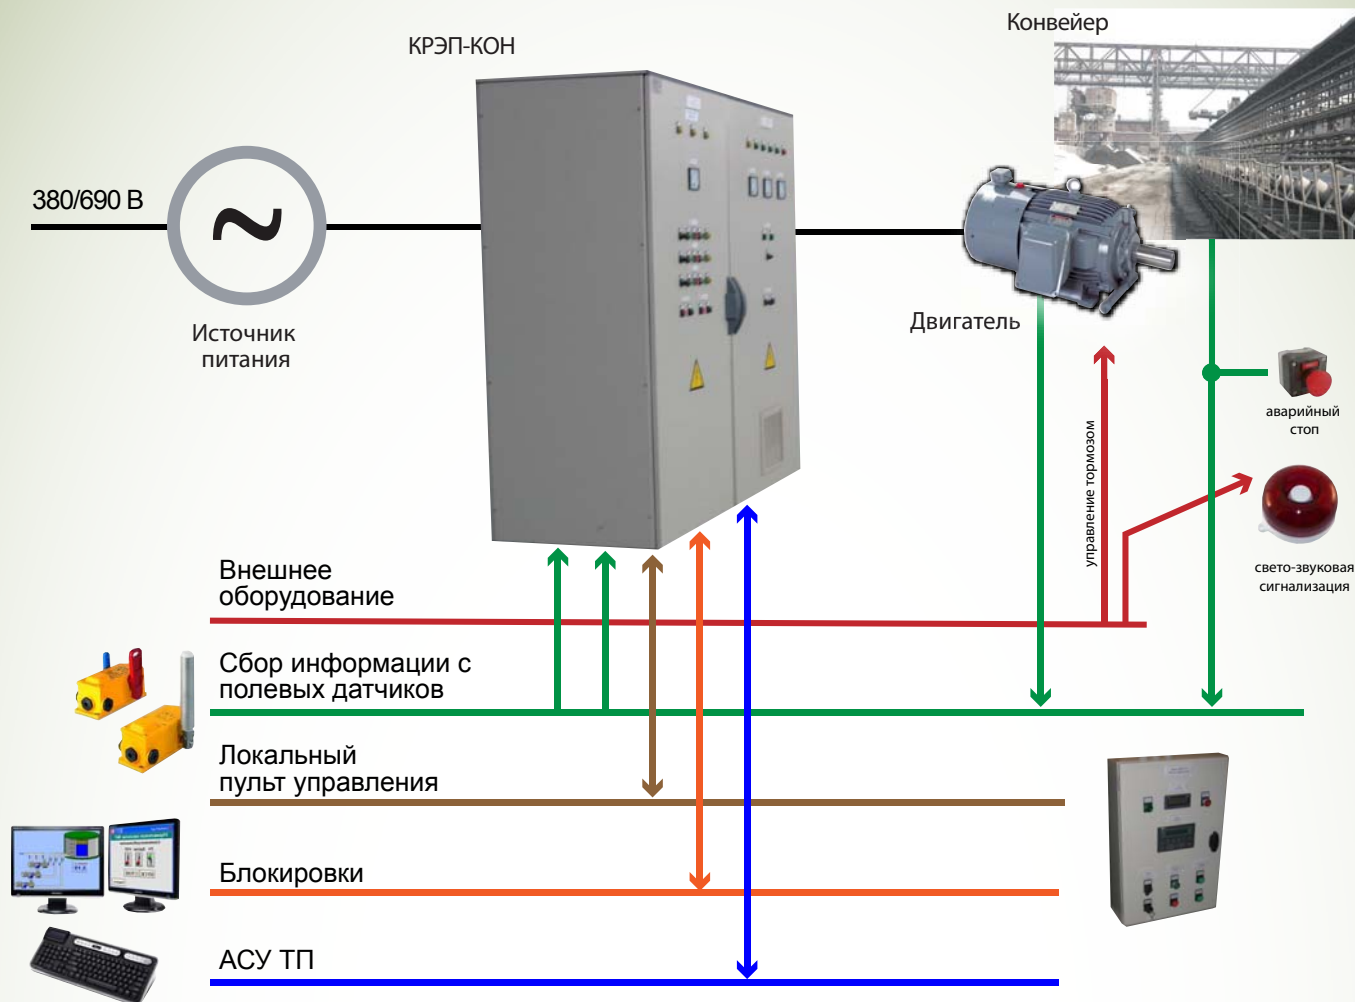 КРЭП-КОН
Конвейер
380/690 В
Источник
питания
Двигатель
аварийный
стоп
управление тормозом
свето-звуковая
сигнализация
Внешнее
оборудование
Сбор информации с
полевых датчиков
Локальный
пульт управления
Блокировки
АСУ ТП